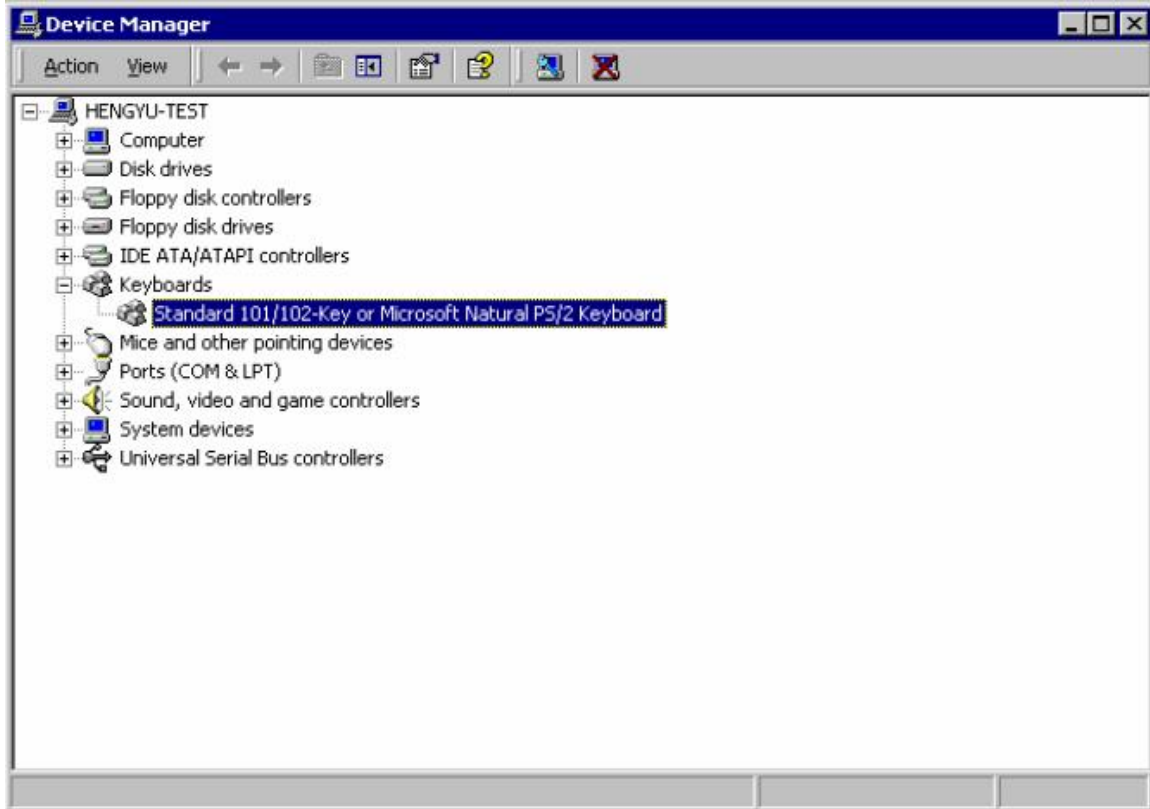 Device Manager
Action View
HENGYU-TEST
Computer
Disk drives
Floppy disk controllers
Floppy disk drives
IDE ATA/ATAPI controllers
Keyboards
Standard 101/102-Key or Microsoft Natural PS/2 Keyboard
Mice and other pointing devices
Ports (COM & LPT)
Sound, video and game controllers
System devices
Universal Serial Bus controllers